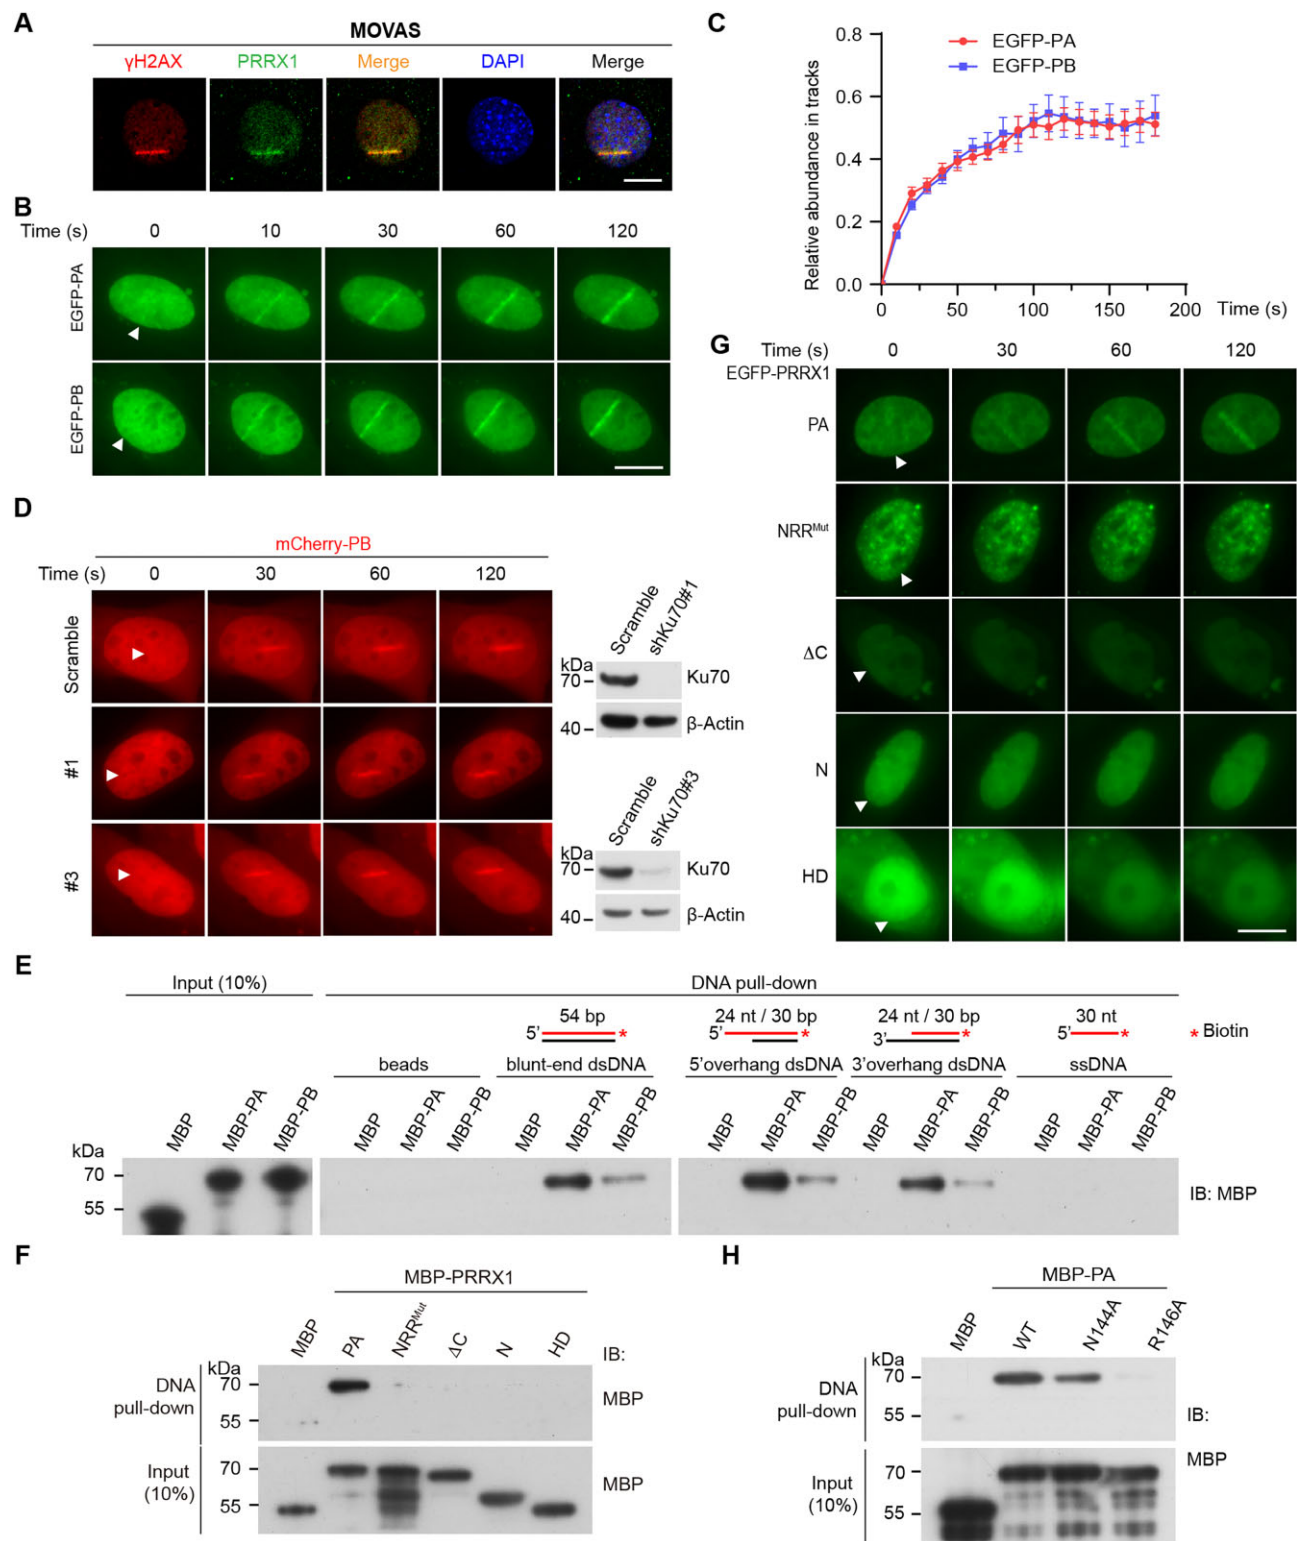 A
MOVAS
γH2AX PRRX1 Merge DAPI Merge
B
Time (s) 0 10 30 60 120
EGFP-PA
EGFP-PB
C
EGFP-PA
EGFP-PB
Relative abundance in tracks
0.8
0.6
0.4
0.2
0.0
0 50 100 150 200 Time (s)
D
mCherry-PB
Time (s) 0 30 60 120
Scramble
#1
#3
Scramble shKu70#1
kDa
70 Ku70
40 β-Actin
Scramble shKu70#3
kDa
70 Ku70
40 β-Actin
G
Time (s) 0 30 60 120
EGFP-PRRX1
PA
NRR^Mut
ΔC
N
HD
E
Input (10%) DNA pull-down
54 bp 24 nt / 30 bp 24 nt / 30 bp 30 nt
5’ * 5’ * 3’ * 5’ * * Biotin
beads blunt-end dsDNA 5’overhang dsDNA 3’overhang dsDNA ssDNA
MBP MBP-PA MBP-PB MBP MBP-PA MBP-PB MBP MBP-PA MBP-PB MBP MBP-PA MBP-PB MBP MBP-PA MBP-PB MBP MBP-PA MBP-PB
kDa
70
55
IB: MBP
F
MBP-PRRX1
MBP PA NRR^Mut ΔC N HD IB:
kDa
DNA pull-down 70 MBP
55
Input (10%) 70 MBP
55
H
MBP-PA
MBP WT N144A R146A
kDa
DNA pull-down 70
55 IB:
Input (10%) 70 MBP
55